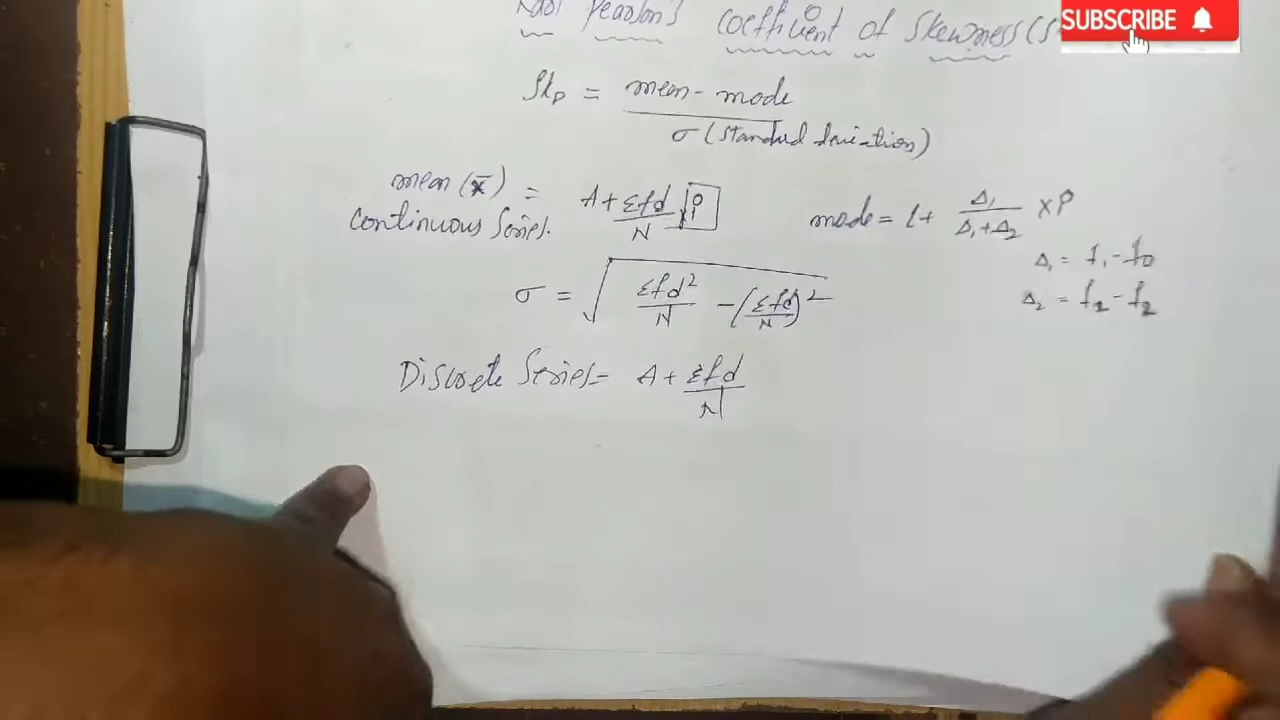 Karl Pearson's coefficient of Skewness (S
SUBSCRIBE
Skp = mean - mode / σ (Standard deviation)
mean (x̄) = A + Σfd / N × i
Continuous Series.
mode = l + Δ₁ / Δ₁+Δ₂ × P
Δ₁ = f₁ - f₀
Δ₂ = f₁ - f₂
σ = √ Σfd² / N - (Σfd / N)²
Discrete Series = A + Σfd / N